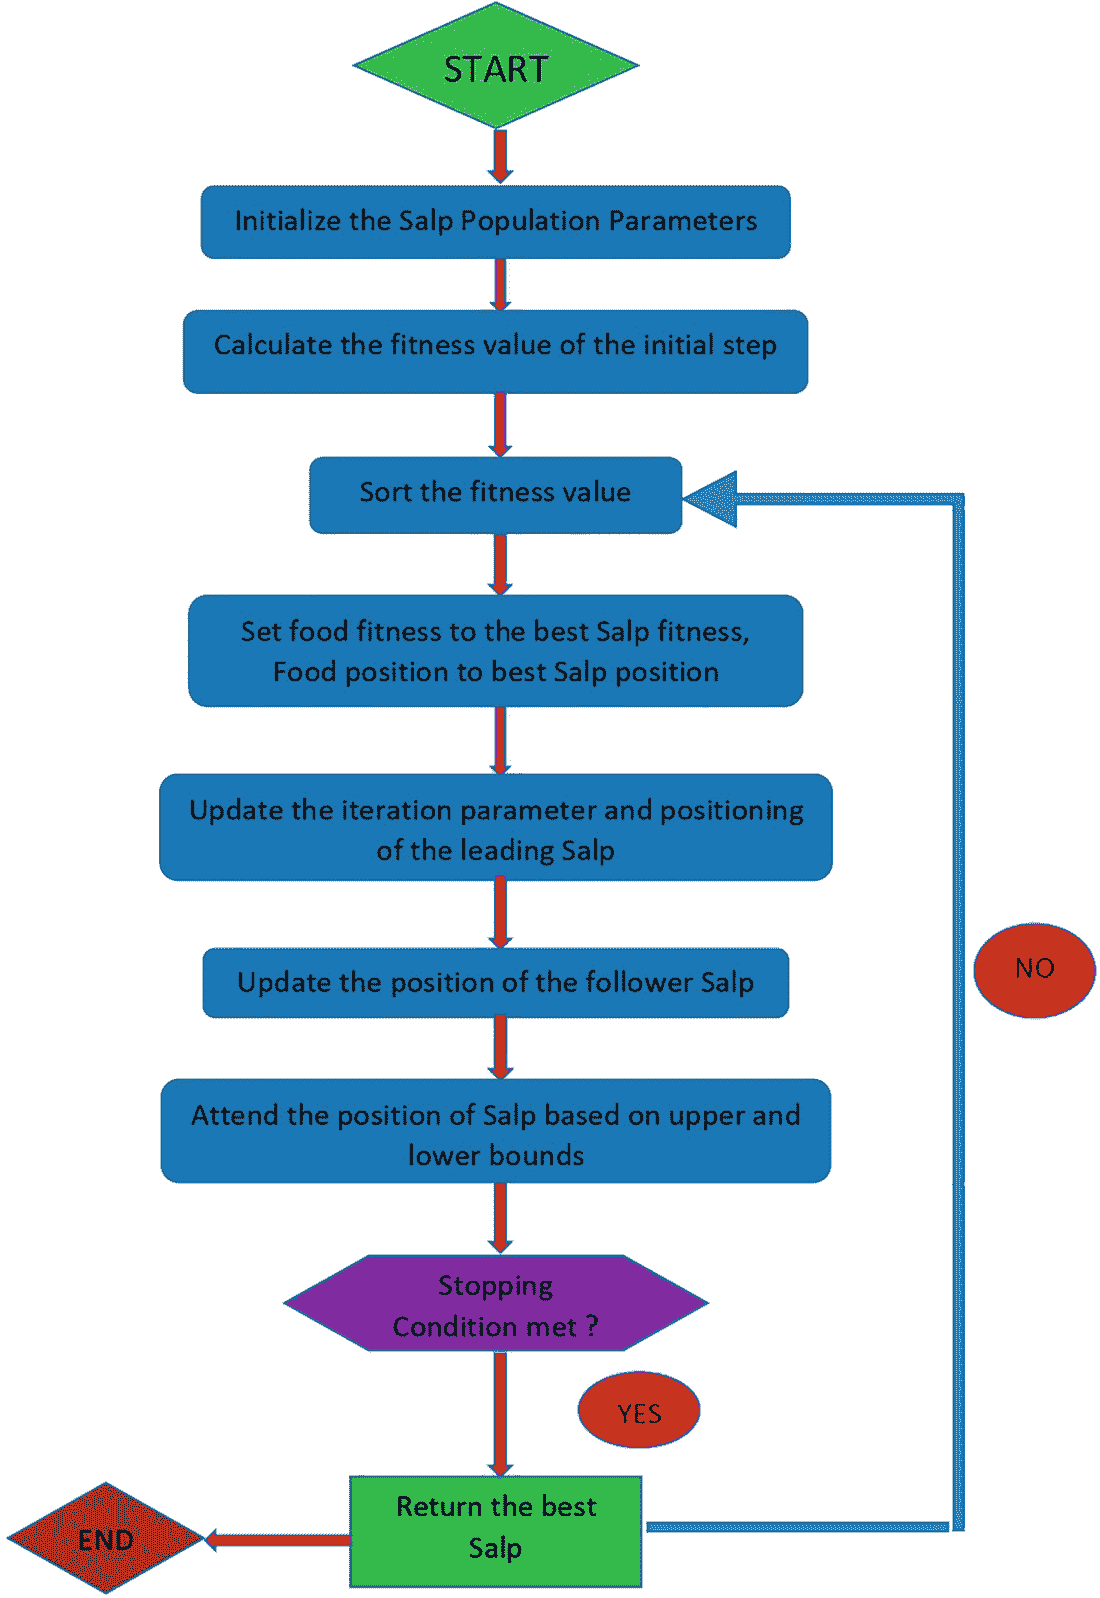 START
Initialize the Salp Population Parameters
Calculate the fitness value of the initial step
Sort the fitness value
Set food fitness to the best Salp fitness,
Food position to best Salp position
Update the iteration parameter and positioning
of the leading Salp
Update the position of the follower Salp
NO
Attend the position of Salp based on upper and
lower bounds
Stopping
Condition met ?
YES
Return the best
Salp
END